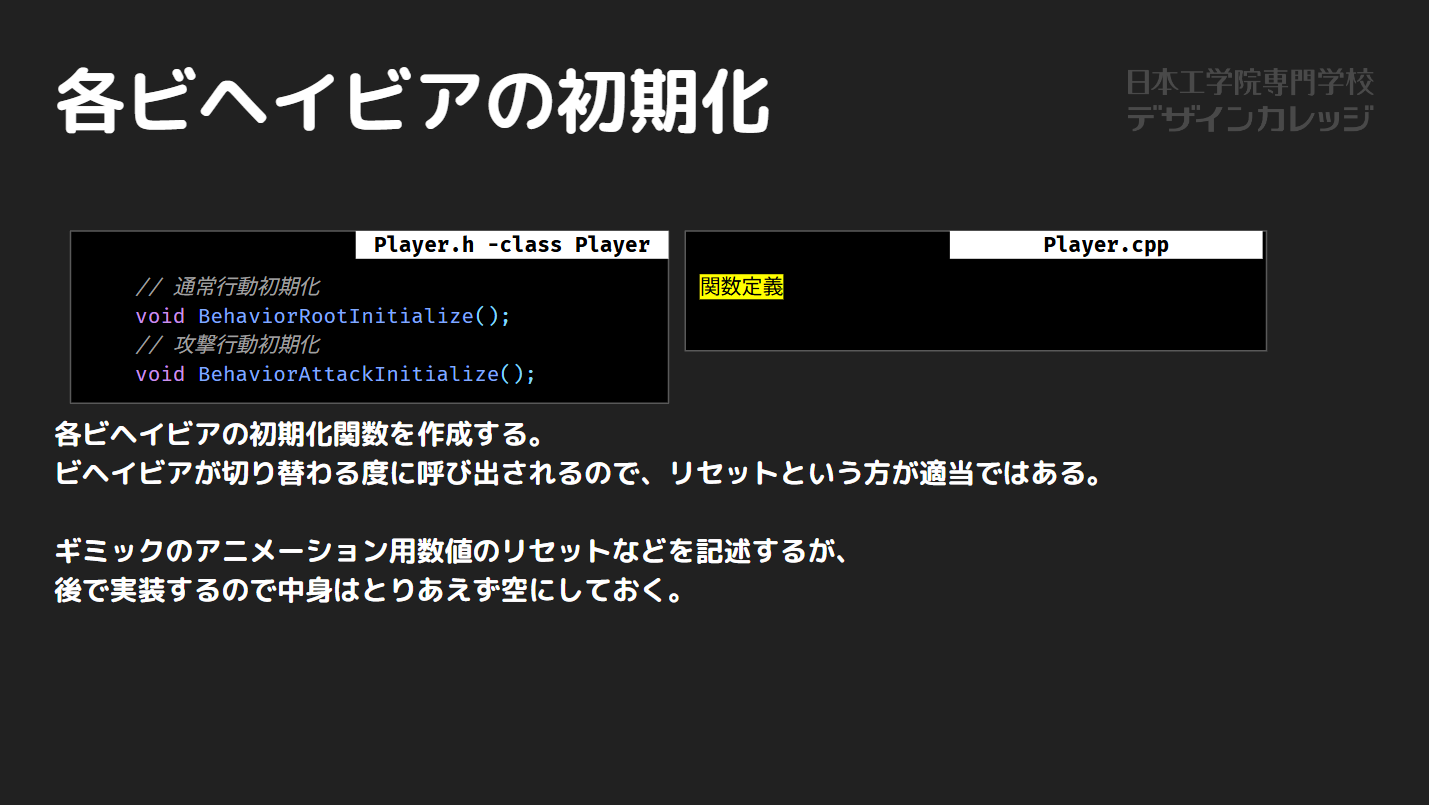 各ビヘイビアの初期化
日本工学院専門学校
デザインカレッジ
Player.h -class Player
// 通常行動初期化
void BehaviorRootInitialize();
// 攻撃行動初期化
void BehaviorAttackInitialize();
Player.cpp
関数定義
各ビヘイビアの初期化関数を作成する。
ビヘイビアが切り替わる度に呼び出されるので、リセットという方が適当ではある。
ギミックのアニメーション用数値のリセットなどを記述するが、
後で実装するので中身はとりあえず空にしておく。